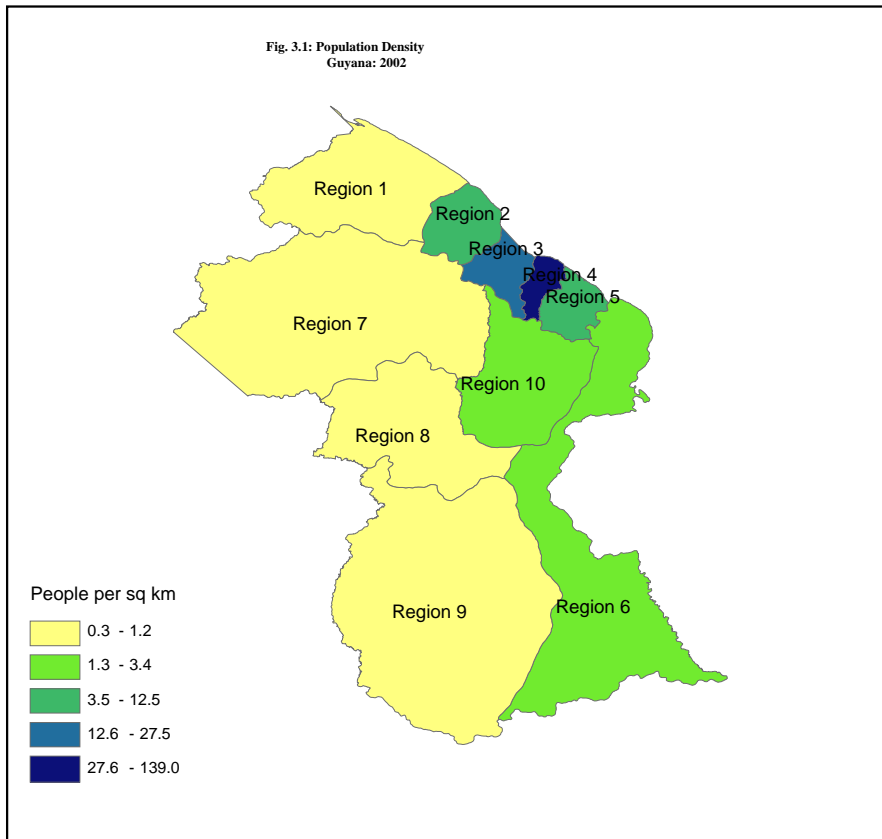 Fig. 3.1: Population Density
Guyana: 2002
Region 1
Region 2
Region 3
Region 4
Region 5
Region 7
Region 10
Region 8
Region 9
Region 6
People per sq km
0.3 - 1.2
1.3 - 3.4
3.5 - 12.5
12.6 - 27.5
27.6 - 139.0